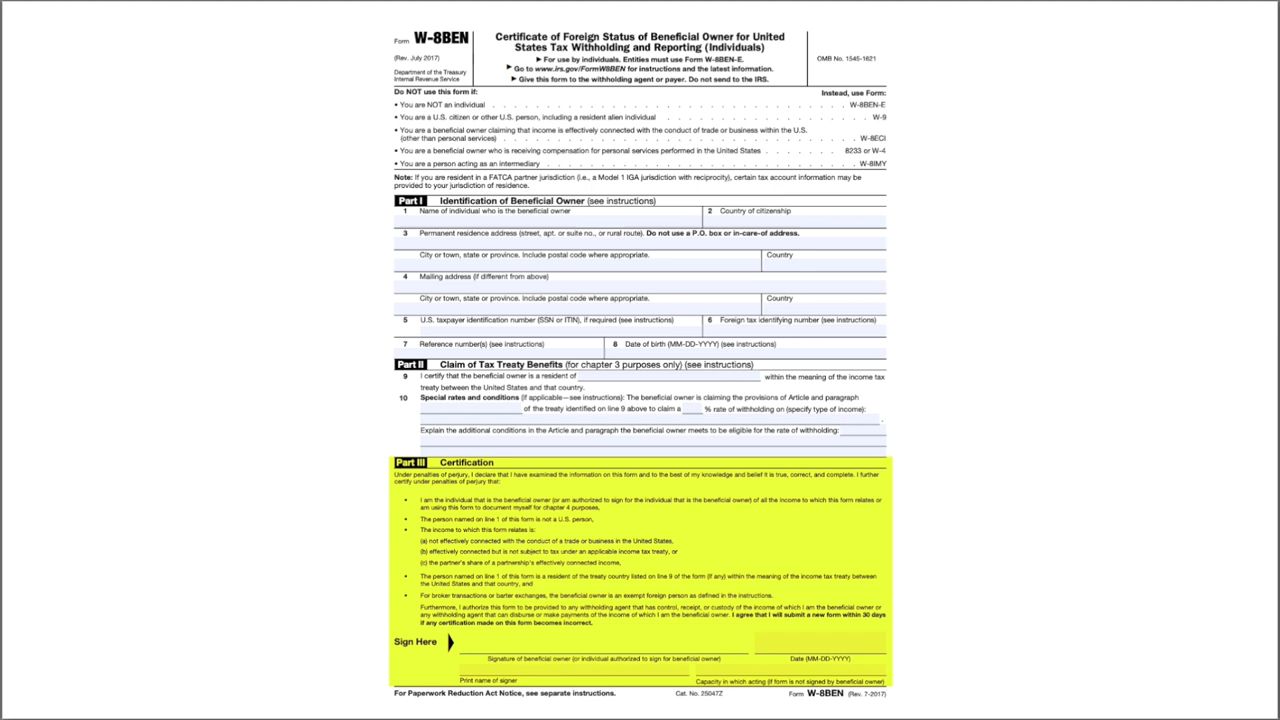 Form W-8BEN
(Rev. July 2017)
Department of the Treasury
Internal Revenue Service
Certificate of Foreign Status of Beneficial Owner for United
States Tax Withholding and Reporting (Individuals)
▶ For use by individuals. Entities must use Form W-8BEN-E.
▶ Go to www.irs.gov/FormW8BEN for instructions and the latest information.
▶ Give this form to the withholding agent or payer. Do not send to the IRS.
OMB No. 1545-1621
Do NOT use this form if: Instead, use Form:
• You are NOT an individual . . . . . . . . . . W-8BEN-E
• You are a U.S. citizen or other U.S. person, including a resident alien individual . . . . . . . . . . W-9
• You are a beneficial owner claiming that income is effectively connected with the conduct of trade or business within the U.S.
(other than personal services) . . . . . . . . . . W-8ECI
• You are a beneficial owner who is receiving compensation for personal services performed in the United States . . . . . . . 8233 or W-4
• You are a person acting as an intermediary . . . . . . . . . . W-8IMY
Note: If you are resident in a FATCA partner jurisdiction (i.e., a Model 1 IGA jurisdiction with reciprocity), certain tax account information may be
provided to your jurisdiction of residence.
Part I Identification of Beneficial Owner (see instructions)
1 Name of individual who is the beneficial owner 2 Country of citizenship
3 Permanent residence address (street, apt. or suite no., or rural route). Do not use a P.O. box or in-care-of address.
City or town, state or province. Include postal code where appropriate. Country
4 Mailing address (if different from above)
City or town, state or province. Include postal code where appropriate. Country
5 U.S. taxpayer identification number (SSN or ITIN), if required (see instructions) 6 Foreign tax identifying number (see instructions)
7 Reference number(s) (see instructions) 8 Date of birth (MM-DD-YYYY) (see instructions)
Part II Claim of Tax Treaty Benefits (for chapter 3 purposes only) (see instructions)
9 I certify that the beneficial owner is a resident of within the meaning of the income tax
treaty between the United States and that country.
10 Special rates and conditions (if applicable—see instructions): The beneficial owner is claiming the provisions of Article and paragraph
of the treaty identified on line 9 above to claim a % rate of withholding on (specify type of income):
.
Explain the additional conditions in the Article and paragraph the beneficial owner meets to be eligible for the rate of withholding:
Part III Certification
Under penalties of perjury, I declare that I have examined the information on this form and to the best of my knowledge and belief it is true, correct, and complete. I further
certify under penalties of perjury that:
• I am the individual that is the beneficial owner (or am authorized to sign for the individual that is the beneficial owner) of all the income to which this form relates or
am using this form to document myself for chapter 4 purposes,
• The person named on line 1 of this form is not a U.S. person,
• The income to which this form relates is:
(a) not effectively connected with the conduct of a trade or business in the United States,
(b) effectively connected but is not subject to tax under an applicable income tax treaty, or
(c) the partner's share of a partnership's effectively connected income,
• The person named on line 1 of this form is a resident of the treaty country listed on line 9 of the form (if any) within the meaning of the income tax treaty between
the United States and that country, and
• For broker transactions or barter exchanges, the beneficial owner is an exempt foreign person as defined in the instructions.
Furthermore, I authorize this form to be provided to any withholding agent that has control, receipt, or custody of the income of which I am the beneficial owner or
any withholding agent that can disburse or make payments of the income of which I am the beneficial owner. I agree that I will submit a new form within 30 days
if any certification made on this form becomes incorrect.
Sign Here
Signature of beneficial owner (or individual authorized to sign for beneficial owner) Date (MM-DD-YYYY)
Print name of signer Capacity in which acting (if form is not signed by beneficial owner)
For Paperwork Reduction Act Notice, see separate instructions. Cat. No. 25047Z Form W-8BEN (Rev. 7-2017)